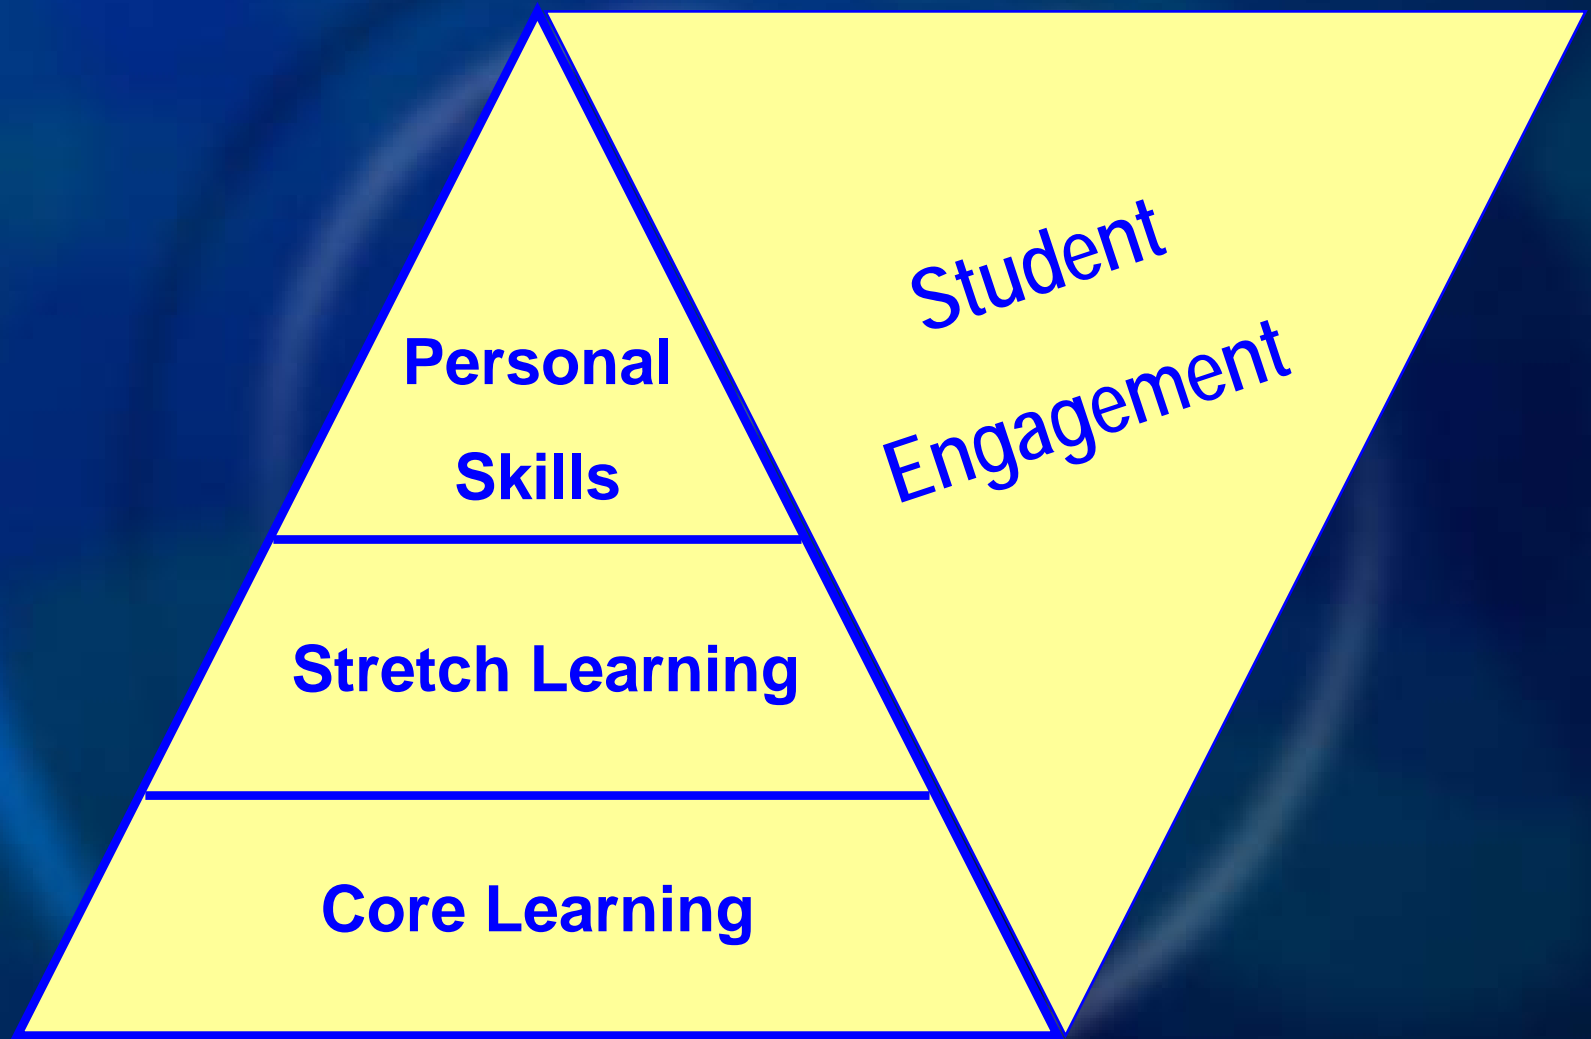 Personal
Skills
Stretch Learning
Core Learning
Student
Engagement